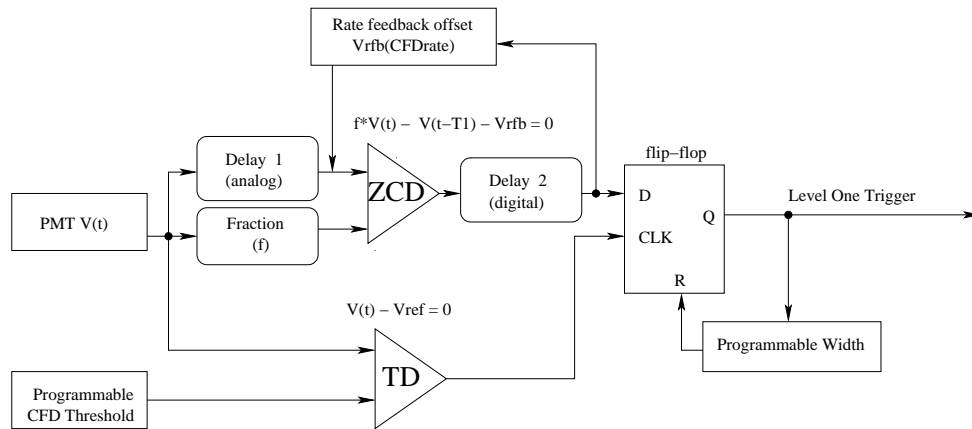 Rate feedback offset
Vrfb(CFDrate)
f*V(t) − V(t−T1) − Vrfb = 0
flip−flop
Delay 1
(analog)
ZCD
Delay 2
(digital)
D
Q
CLK
R
Level One Trigger
PMT V(t)
Fraction
(f)
V(t) − Vref = 0
TD
Programmable Width
Programmable
CFD Threshold